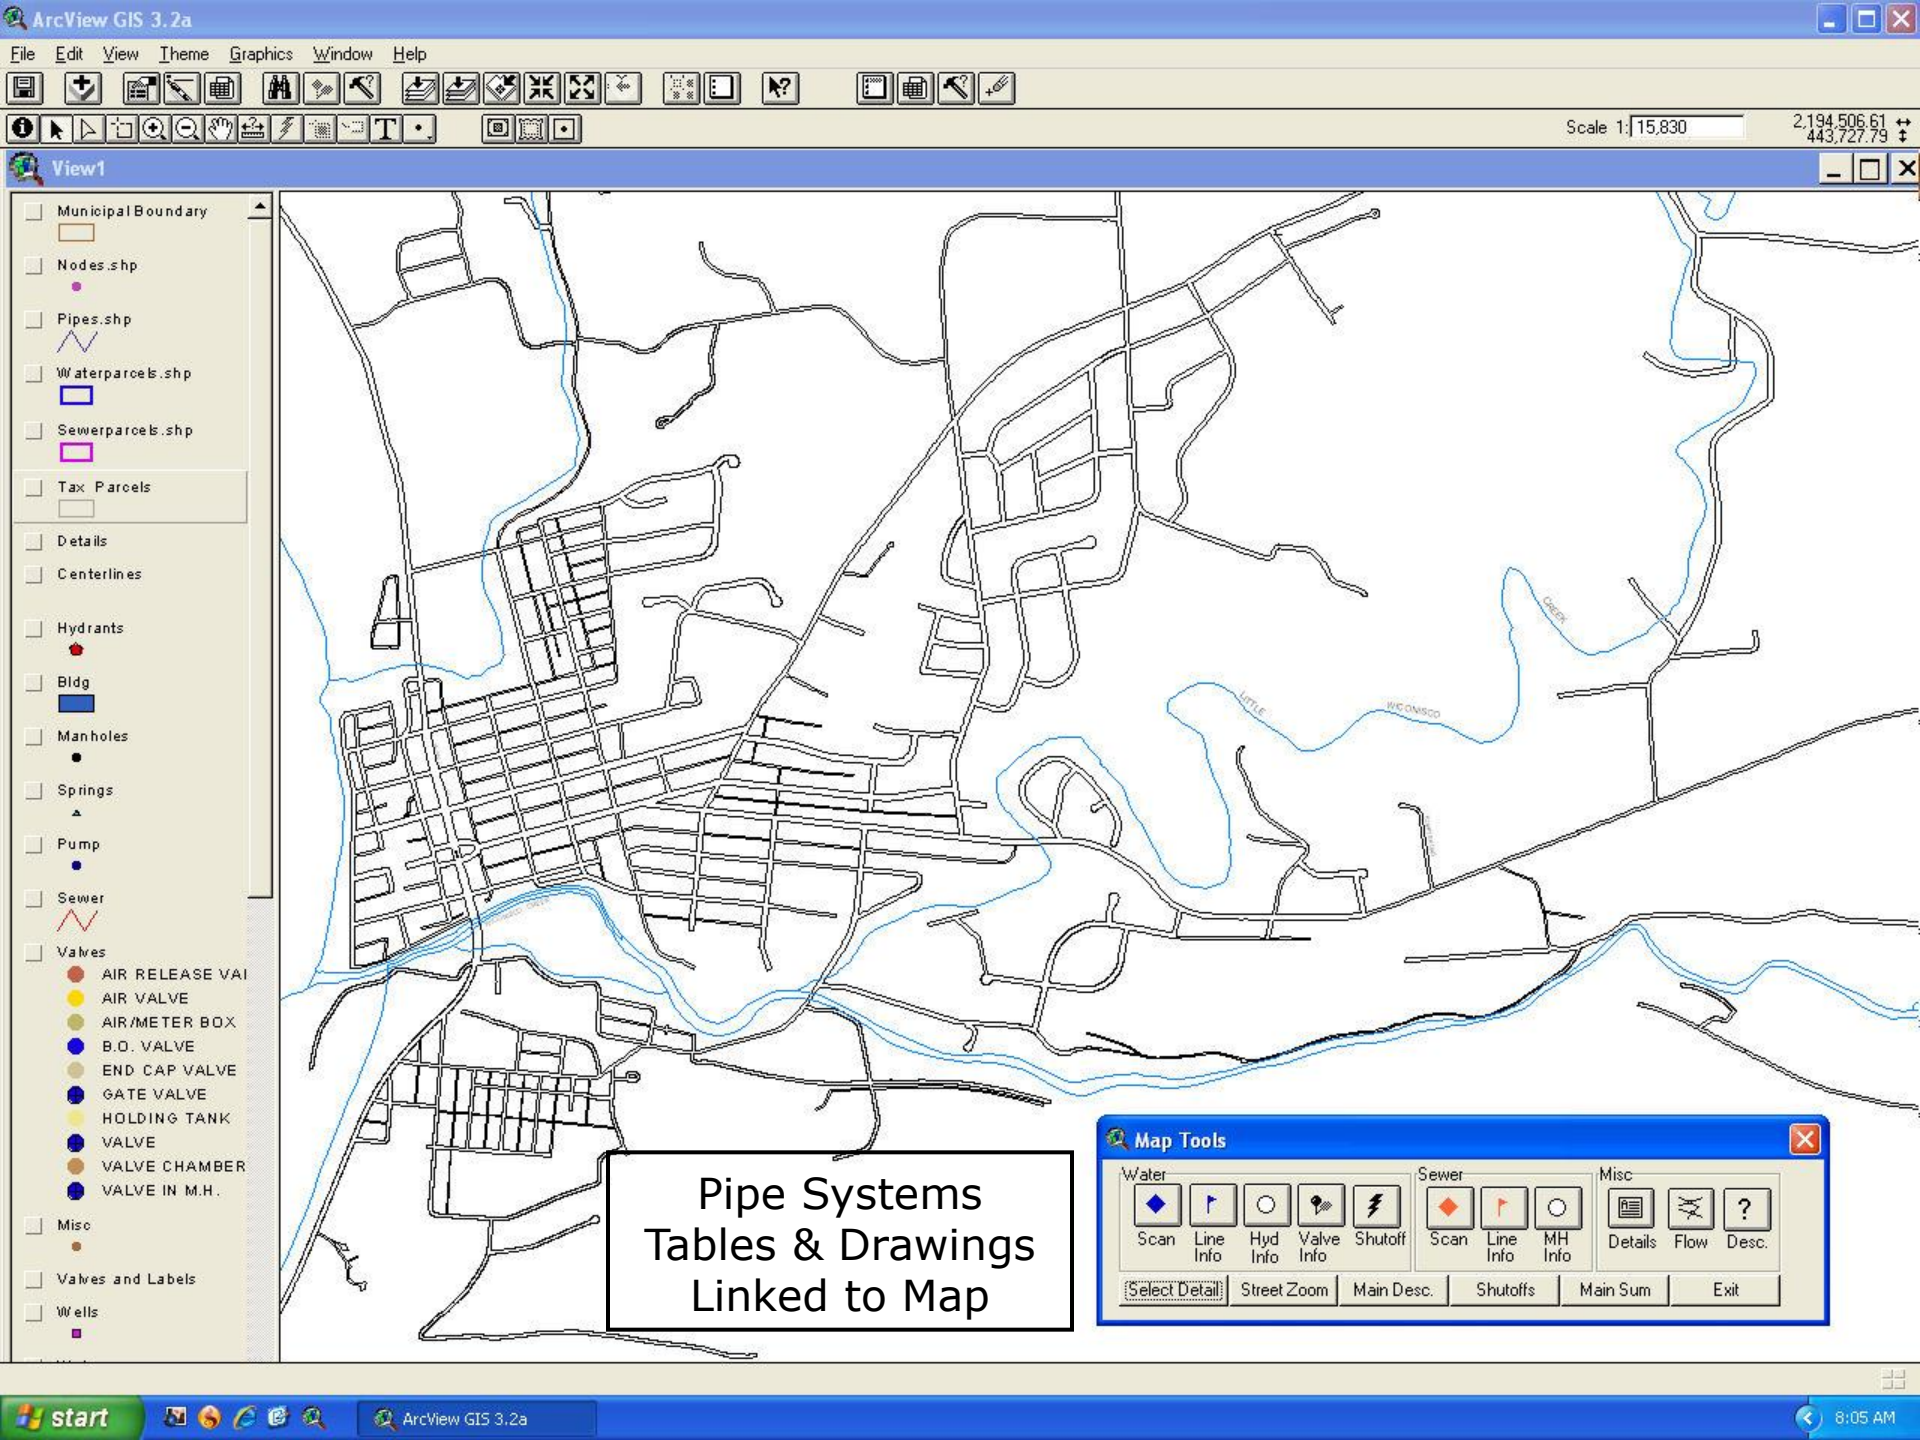 ArcView GIS 3.2a
File Edit View Theme Graphics Window Help
Scale 1: 15,830
2,194,506.61
443,727.79
View1
Municipal Boundary
Nodes.shp
Pipes.shp
Waterparcels.shp
Sewerparcels.shp
Tax Parcels
Details
Centerlines
Hydrants
Bldg
Manholes
Springs
Pump
Sewer
Valves
AIR RELEASE VAI
AIR VALVE
AIR/METER BOX
B.O. VALVE
END CAP VALVE
GATE VALVE
HOLDING TANK
VALVE
VALVE CHAMBER
VALVE IN M.H.
Misc
Valves and Labels
Wells
CREEK
LITTLE
WICONISCO
Pipe Systems
Tables & Drawings
Linked to Map
Map Tools
Water
Scan
Line Info
Hyd Info
Valve Info
Shutoff
Sewer
Scan
Line Info
MH Info
Misc
Details
Flow
Desc.
Select Detail Street Zoom Main Desc. Shutoffs Main Sum Exit
start
ArcView GIS 3.2a
8:05 AM